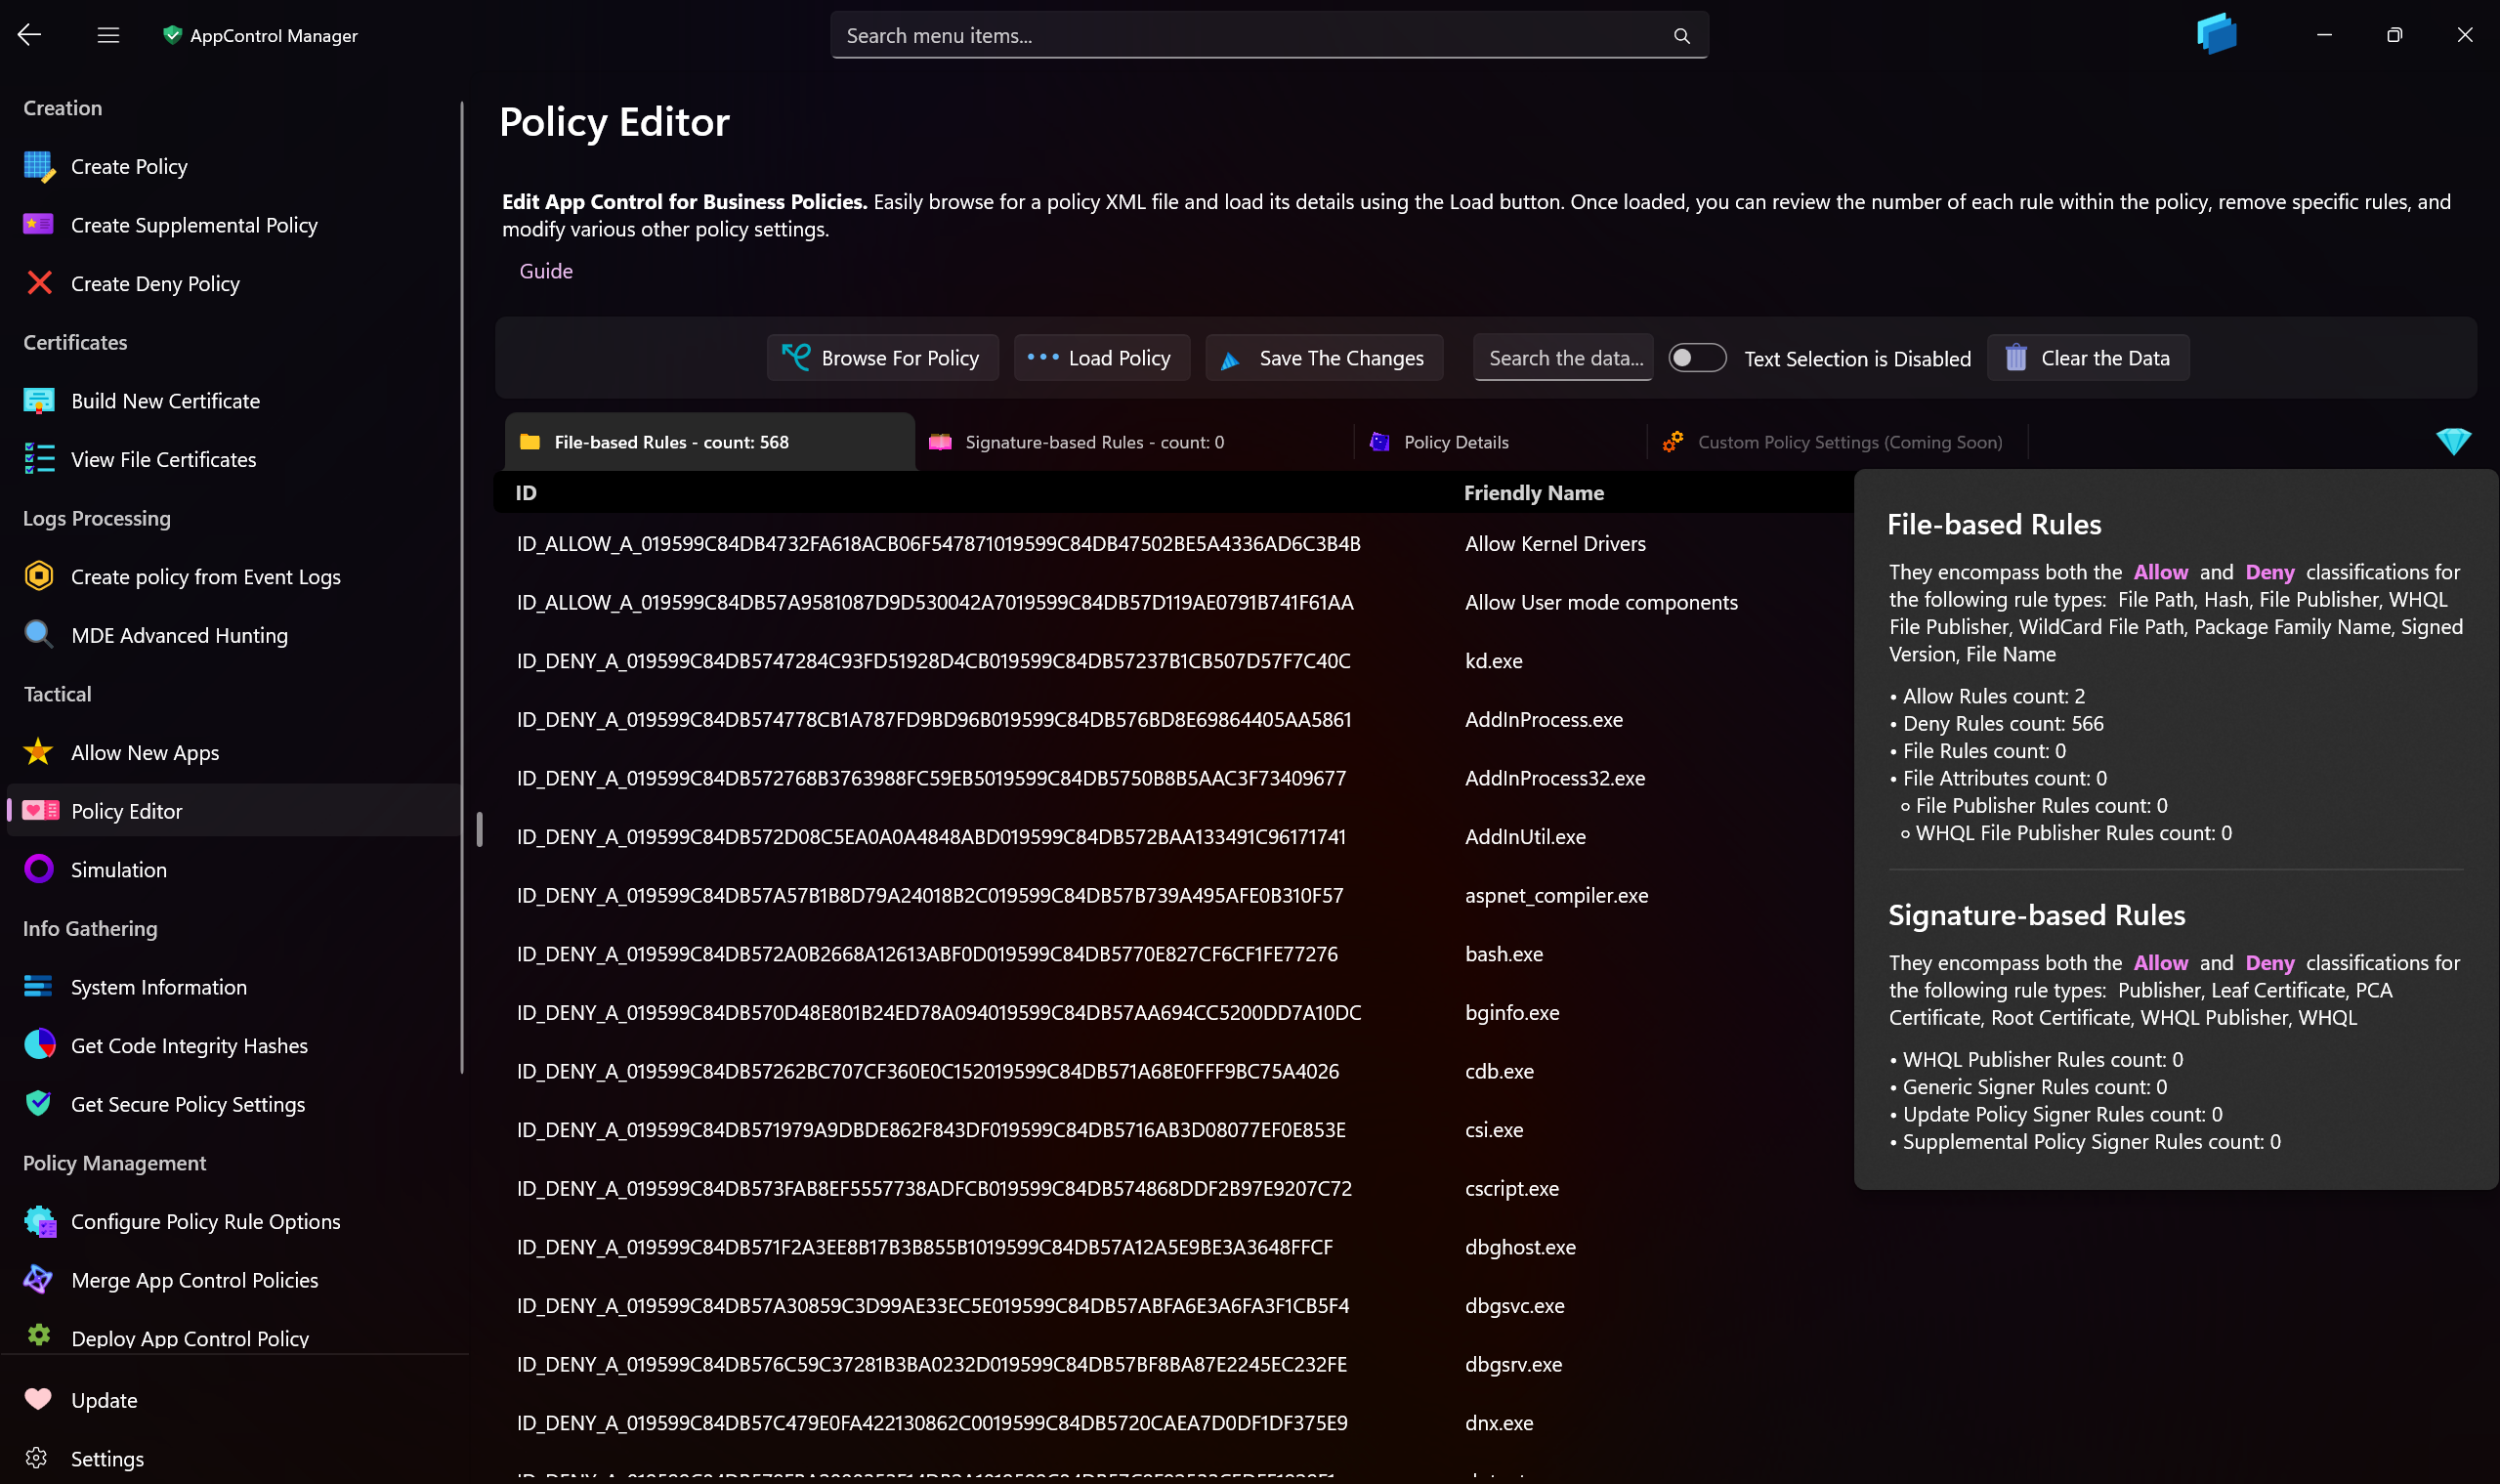 AppControl Manager
Search menu items...
Creation
Create Policy
Create Supplemental Policy
Create Deny Policy
Certificates
Build New Certificate
View File Certificates
Logs Processing
Create policy from Event Logs
MDE Advanced Hunting
Tactical
Allow New Apps
Policy Editor
Simulation
Info Gathering
System Information
Get Code Integrity Hashes
Get Secure Policy Settings
Policy Management
Configure Policy Rule Options
Merge App Control Policies
Deploy App Control Policy
Update
Settings
Policy Editor
Edit App Control for Business Policies. Easily browse for a policy XML file and load its details using the Load button. Once loaded, you can review the number of each rule within the policy, remove specific rules, and
modify various other policy settings.
Guide
Browse For Policy
Load Policy
Save The Changes
Search the data...
Text Selection is Disabled
Clear the Data
File-based Rules - count: 568
Signature-based Rules - count: 0
Policy Details
Custom Policy Settings (Coming Soon)
ID Friendly Name
ID_ALLOW_A_019599C84DB4732FA618ACB06F547871019599C84DB47502BE5A4336AD6C3B4B Allow Kernel Drivers
ID_ALLOW_A_019599C84DB57A9581087D9D530042A7019599C84DB57D119AE0791B741F61AA Allow User mode components
ID_DENY_A_019599C84DB5747284C93FD51928D4CB019599C84DB57237B1CB507D57F7C40C kd.exe
ID_DENY_A_019599C84DB574778CB1A787FD9BD96B019599C84DB576BD8E69864405AA5861 AddInProcess.exe
ID_DENY_A_019599C84DB572768B3763988FC59EB5019599C84DB5750B8B5AAC3F73409677 AddInProcess32.exe
ID_DENY_A_019599C84DB572D08C5EA0A0A4848ABD019599C84DB572BAA133491C96171741 AddInUtil.exe
ID_DENY_A_019599C84DB57A57B1B8D79A24018B2C019599C84DB57B739A495AFE0B310F57 aspnet_compiler.exe
ID_DENY_A_019599C84DB572A0B2668A12613ABF0D019599C84DB5770E827CF6CF1FE77276 bash.exe
ID_DENY_A_019599C84DB570D48E801B24ED78A094019599C84DB57AA694CC5200DD7A10DC bginfo.exe
ID_DENY_A_019599C84DB57262BC707CF360E0C152019599C84DB571A68E0FFF9BC75A4026 cdb.exe
ID_DENY_A_019599C84DB571979A9DBDE862F843DF019599C84DB5716AB3D08077EF0E853E csi.exe
ID_DENY_A_019599C84DB573FAB8EF5557738ADFCB019599C84DB574868DDF2B97E9207C72 cscript.exe
ID_DENY_A_019599C84DB571F2A3EE8B17B3B855B1019599C84DB57A12A5E9BE3A3648FFCF dbghost.exe
ID_DENY_A_019599C84DB57A30859C3D99AE33EC5E019599C84DB57ABFA6E3A6FA3F1CB5F4 dbgsvc.exe
ID_DENY_A_019599C84DB576C59C37281B3BA0232D019599C84DB57BF8BA87E2245EC232FE dbgsrv.exe
ID_DENY_A_019599C84DB57C479E0FA422130862C0019599C84DB5720CAEA7D0DF1DF375E9 dnx.exe
File-based Rules
They encompass both the Allow and Deny classifications for
the following rule types: File Path, Hash, File Publisher, WHQL
File Publisher, WildCard File Path, Package Family Name, Signed
Version, File Name
• Allow Rules count: 2
• Deny Rules count: 566
• File Rules count: 0
• File Attributes count: 0
○ File Publisher Rules count: 0
○ WHQL File Publisher Rules count: 0
Signature-based Rules
They encompass both the Allow and Deny classifications for
the following rule types: Publisher, Leaf Certificate, PCA
Certificate, Root Certificate, WHQL Publisher, WHQL
• WHQL Publisher Rules count: 0
• Generic Signer Rules count: 0
• Update Policy Signer Rules count: 0
• Supplemental Policy Signer Rules count: 0